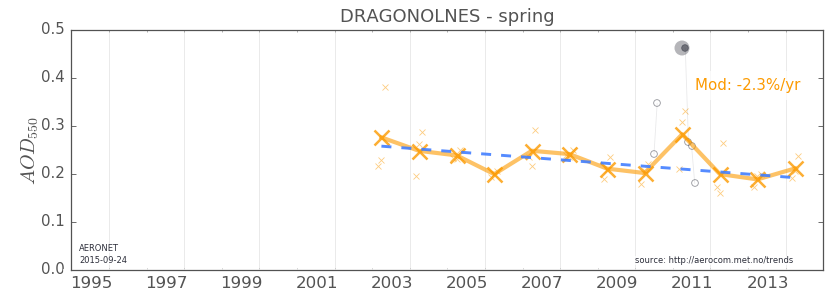 DRAGONOLNES - spring
0.5
0.4
0.3
0.2
0.1
0.0
AOD550
Mod: -2.3%/yr
AERONET
2015-09-24
source: http://aerocom.met.no/trends
1995 1997 1999 2001 2003 2005 2007 2009 2011 2013